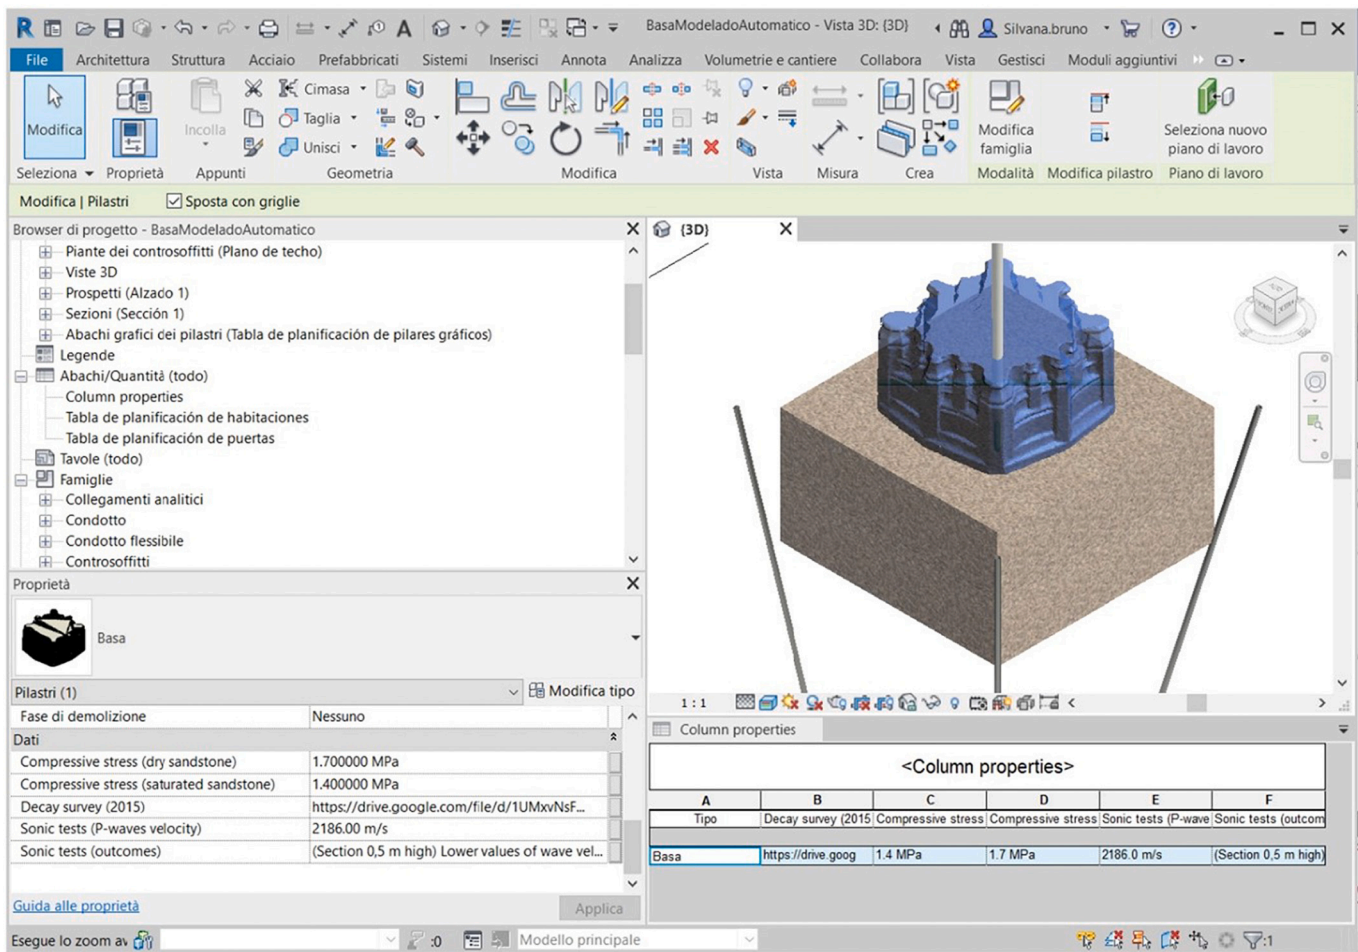 BasaModeladoAutomatico - Vista 3D: {3D}
Silvana.bruno
File Architettura Struttura Acciaio Prefabbricati Sistemi Inserisci Annota Analizza Volumetrie e cantiere Collabora Vista Gestisci Moduli aggiuntivi
Modifica
Incolla
Cimasa
Taglia
Unisci
Modifica famiglia
Seleziona nuovo piano di lavoro
Seleziona Proprietà Appunti Geometria Modifica Vista Misura Crea Modalità Modifica pilastro Piano di lavoro
Modifica | Pilastri Sposta con griglie
Browser di progetto - BasaModeladoAutomatico
Piante dei controsoffitti (Plano de techo)
Viste 3D
Prospetti (Alzado 1)
Sezioni (Sección 1)
Abachi grafici dei pilastri (Tabla de planificación de pilares gráficos)
Legende
Abachi/Quantità (todo)
Column properties
Tabla de planificación de habitaciones
Tabla de planificación de puertas
Tavole (todo)
Famiglie
Collegamenti analitici
Condotto
Condotto flessibile
Controsoffitti
Proprietà
Basa
Pilastri (1) Modifica tipo
Fase di demolizione Nessuno
Dati
Compressive stress (dry sandstone) 1.700000 MPa
Compressive stress (saturated sandstone) 1.400000 MPa
Decay survey (2015) https://drive.google.com/file/d/1UMxvNsF...
Sonic tests (P-waves velocity) 2186.00 m/s
Sonic tests (outcomes) (Section 0,5 m high) Lower values of wave vel...
Guida alle proprietà Applica
{3D}
1 : 1
Column properties
<Column properties>
A B C D E F
Tipo Decay survey (2015 Compressive stress Compressive stress Sonic tests (P-wave Sonic tests (outcom
Basa https://drive.goog 1.4 MPa 1.7 MPa 2186.0 m/s (Section 0,5 m high)
Esegue lo zoom av :0 Modello principale :1